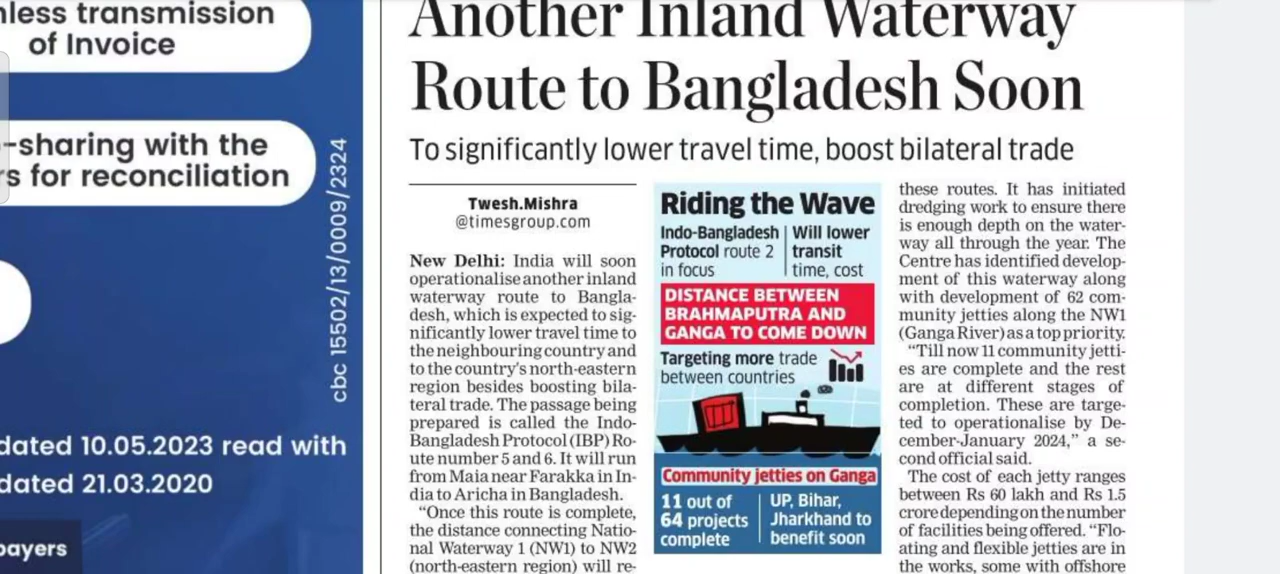 nless transmission
of Invoice
-sharing with the
rs for reconciliation
cbc 15502/13/0009/2324
dated 10.05.2023 read with
dated 21.03.2020
payers
Another Inland Waterway
Route to Bangladesh Soon
To significantly lower travel time, boost bilateral trade
Twesh.Mishra
@timesgroup.com
New Delhi: India will soon
operationalise another inland
waterway route to Bangla-
desh, which is expected to sig-
nificantly lower travel time to
the neighbouring country and
to the country's north-eastern
region besides boosting bila-
teral trade. The passage being
prepared is called the Indo-
Bangladesh Protocol (IBP) Ro-
ute number 5 and 6. It will run
from Maia near Farakka in In-
dia to Aricha in Bangladesh.
“Once this route is complete,
the distance connecting Natio-
nal Waterway 1 (NW1) to NW2
(north-eastern region) will re-
Riding the Wave
Indo-Bangladesh
Protocol route 2
in focus
Will lower
transit
time, cost
DISTANCE BETWEEN
BRAHMAPUTRA AND
GANGA TO COME DOWN
Targeting more trade
between countries
Community jetties on Ganga
11 out of
64 projects
complete
UP, Bihar,
Jharkhand to
benefit soon
these routes. It has initiated
dredging work to ensure there
is enough depth on the water-
way all through the year. The
Centre has identified develop-
ment of this waterway along
with development of 62 com-
munity jetties along the NW1
(Ganga River) as a top priority.
“Till now 11 community jetti-
es are complete and the rest
are at different stages of
completion. These are targe-
ted to operationalise by De-
cember-January 2024,” a se-
cond official said.
The cost of each jetty ranges
between Rs 60 lakh and Rs 1.5
crore depending on the number
of facilities being offered. “Flo-
ating and flexible jetties are in
the works, some with offshore